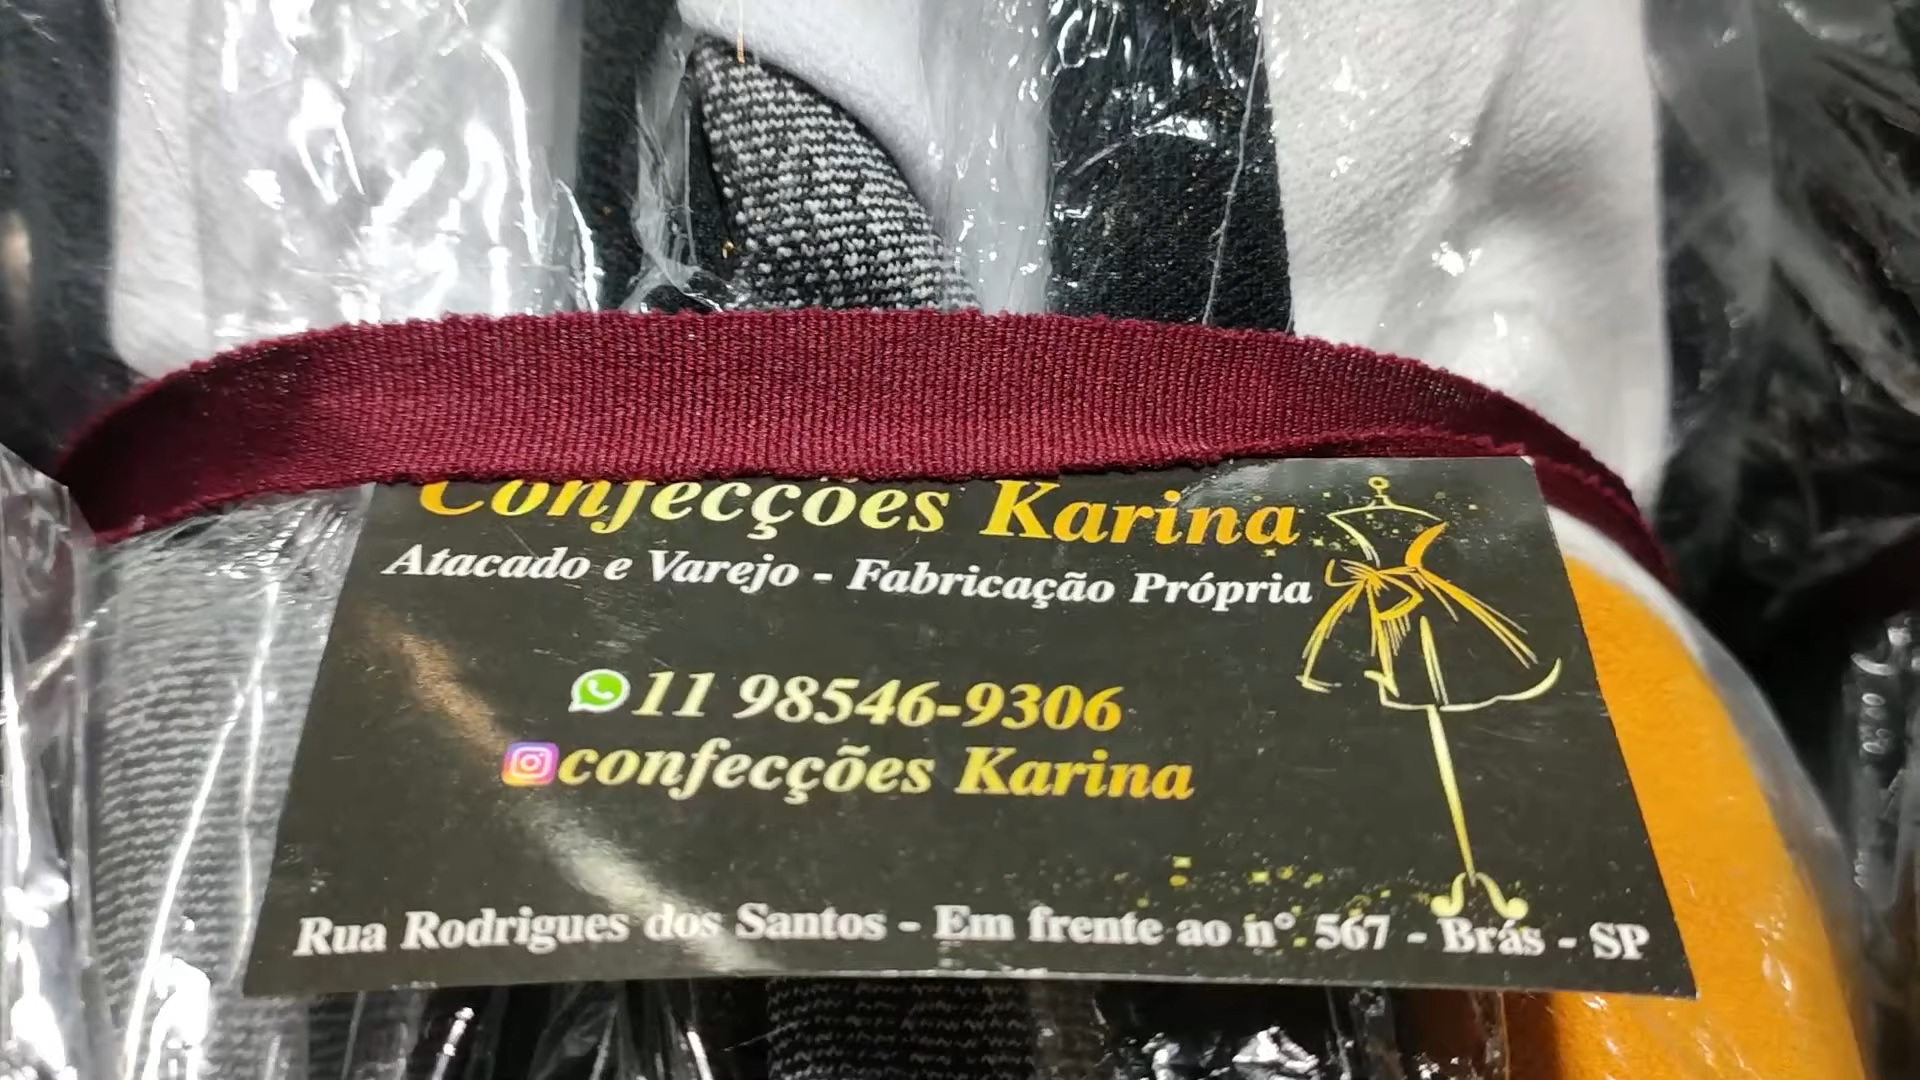 Confecções Karina
Atacado e Varejo - Fabricação Própria
11 98546-9306
confecções Karina
Rua Rodrigues dos Santos - Em frente ao nº. 567 - Brás - SP